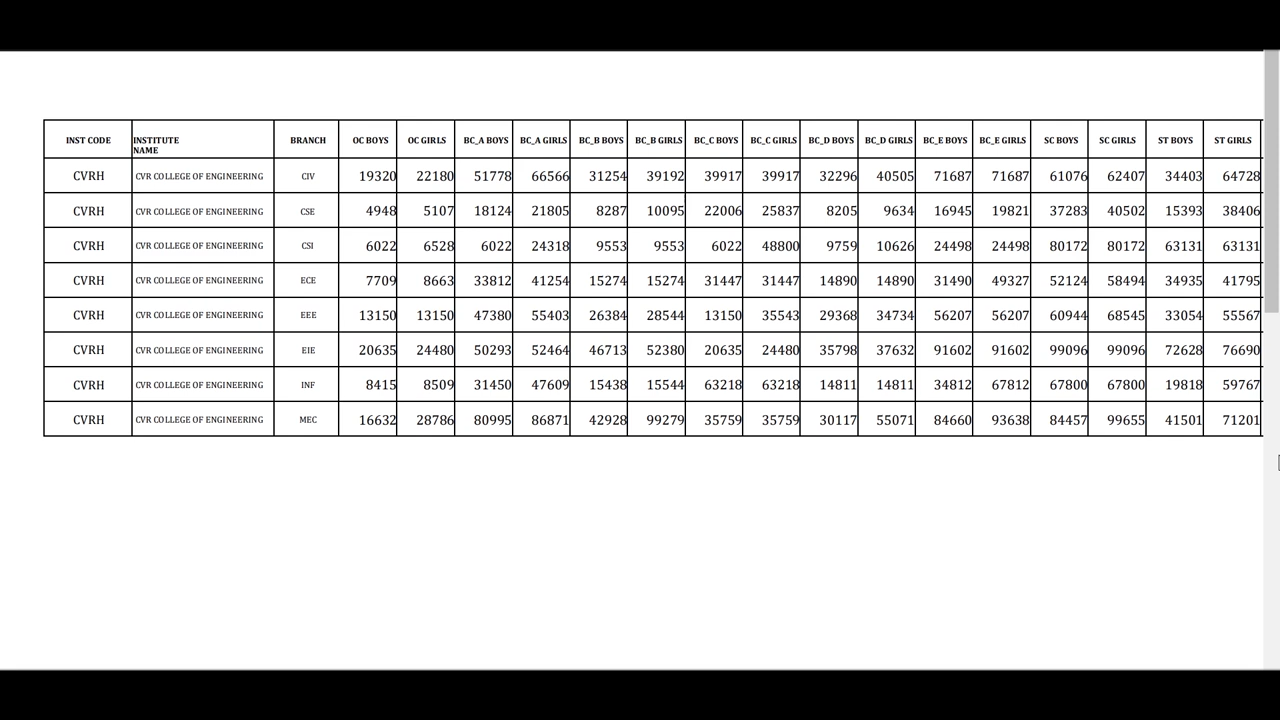 INST CODE INSTITUTE NAME BRANCH OC BOYS OC GIRLS BC_A BOYS BC_A GIRLS BC_B BOYS BC_B GIRLS BC_C BOYS BC_C GIRLS BC_D BOYS BC_D GIRLS BC_E BOYS BC_E GIRLS SC BOYS SC GIRLS ST BOYS ST GIRLS
CVRH CVR COLLEGE OF ENGINEERING CIV 19320 22180 51778 66566 31254 39192 39917 39917 32296 40505 71687 71687 61076 62407 34403 64728
CVRH CVR COLLEGE OF ENGINEERING CSE 4948 5107 18124 21805 8287 10095 22006 25837 8205 9634 16945 19821 37283 40502 15393 38406
CVRH CVR COLLEGE OF ENGINEERING CSI 6022 6528 6022 24318 9553 9553 6022 48800 9759 10626 24498 24498 80172 80172 63131 63131
CVRH CVR COLLEGE OF ENGINEERING ECE 7709 8663 33812 41254 15274 15274 31447 31447 14890 14890 31490 49327 52124 58494 34935 41795
CVRH CVR COLLEGE OF ENGINEERING EEE 13150 13150 47380 55403 26384 28544 13150 35543 29368 34734 56207 56207 60944 68545 33054 55567
CVRH CVR COLLEGE OF ENGINEERING EIE 20635 24480 50293 52464 46713 52380 20635 24480 35798 37632 91602 91602 99096 99096 72628 76690
CVRH CVR COLLEGE OF ENGINEERING INF 8415 8509 31450 47609 15438 15544 63218 63218 14811 14811 34812 67812 67800 67800 19818 59767
CVRH CVR COLLEGE OF ENGINEERING MEC 16632 28786 80995 86871 42928 99279 35759 35759 30117 55071 84660 93638 84457 99655 41501 71201